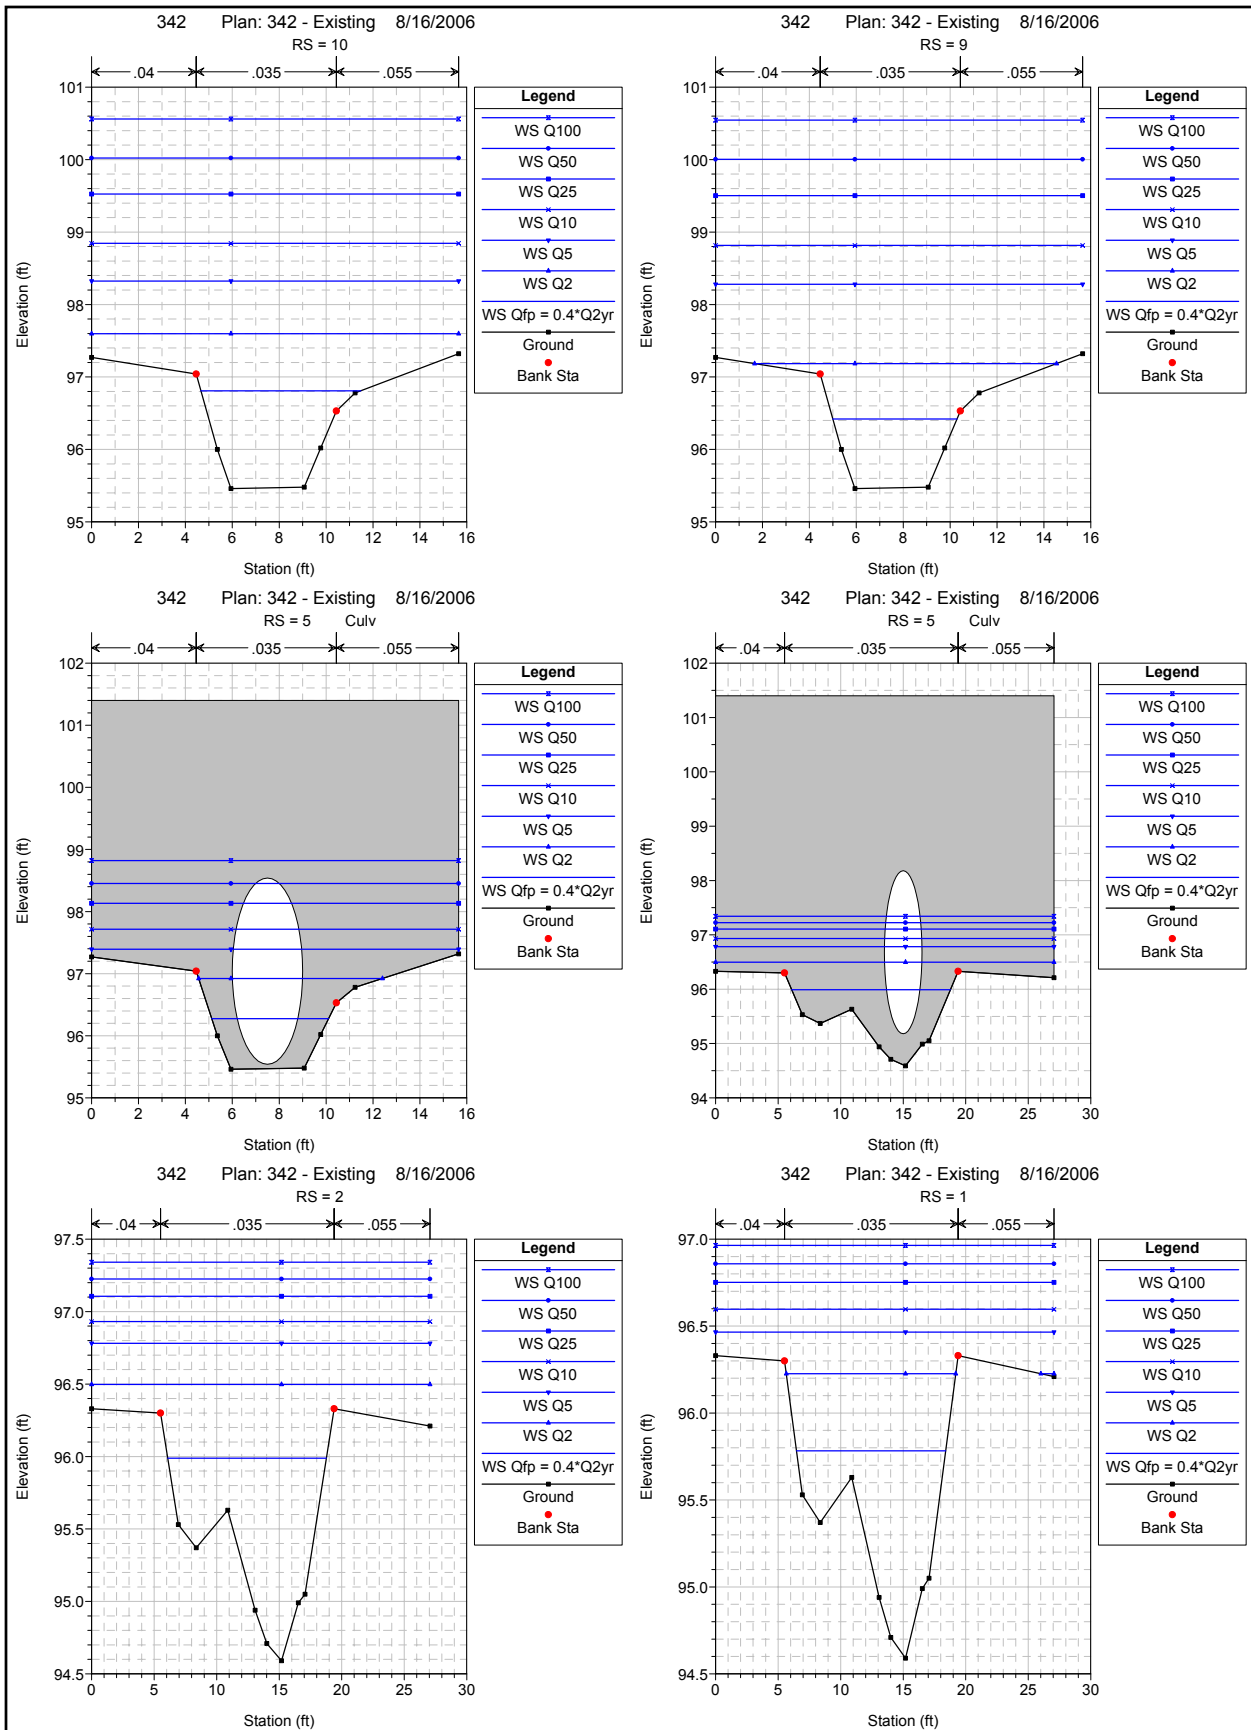 342 Plan: 342 - Existing 8/16/2006
RS = 10
.04 .035 .055
101
100
99
98
97
96
95
0 2 4 6 8 10 12 14 16
Station (ft)
Elevation (ft)
Legend
WS Q100
WS Q50
WS Q25
WS Q10
WS Q5
WS Q2
WS Qfp = 0.4*Q2yr
Ground
Bank Sta
342 Plan: 342 - Existing 8/16/2006
RS = 9
.04 .035 .055
101
100
99
98
97
96
95
0 2 4 6 8 10 12 14 16
Station (ft)
Elevation (ft)
Legend
WS Q100
WS Q50
WS Q25
WS Q10
WS Q5
WS Q2
WS Qfp = 0.4*Q2yr
Ground
Bank Sta
342 Plan: 342 - Existing 8/16/2006
RS = 5 Culv
.04 .035 .055
102
101
100
99
98
97
96
95
0 2 4 6 8 10 12 14 16
Station (ft)
Elevation (ft)
Legend
WS Q100
WS Q50
WS Q25
WS Q10
WS Q5
WS Q2
WS Qfp = 0.4*Q2yr
Ground
Bank Sta
342 Plan: 342 - Existing 8/16/2006
RS = 5 Culv
.04 .035 .055
102
101
100
99
98
97
96
95
94
0 5 10 15 20 25 30
Station (ft)
Elevation (ft)
Legend
WS Q100
WS Q50
WS Q25
WS Q10
WS Q5
WS Q2
WS Qfp = 0.4*Q2yr
Ground
Bank Sta
342 Plan: 342 - Existing 8/16/2006
RS = 2
.04 .035 .055
97.5
97.0
96.5
96.0
95.5
95.0
94.5
0 5 10 15 20 25 30
Station (ft)
Elevation (ft)
Legend
WS Q100
WS Q50
WS Q25
WS Q10
WS Q5
WS Q2
WS Qfp = 0.4*Q2yr
Ground
Bank Sta
342 Plan: 342 - Existing 8/16/2006
RS = 1
.04 .035 .055
97.0
96.5
96.0
95.5
95.0
94.5
0 5 10 15 20 25 30
Station (ft)
Elevation (ft)
Legend
WS Q100
WS Q50
WS Q25
WS Q10
WS Q5
WS Q2
WS Qfp = 0.4*Q2yr
Ground
Bank Sta